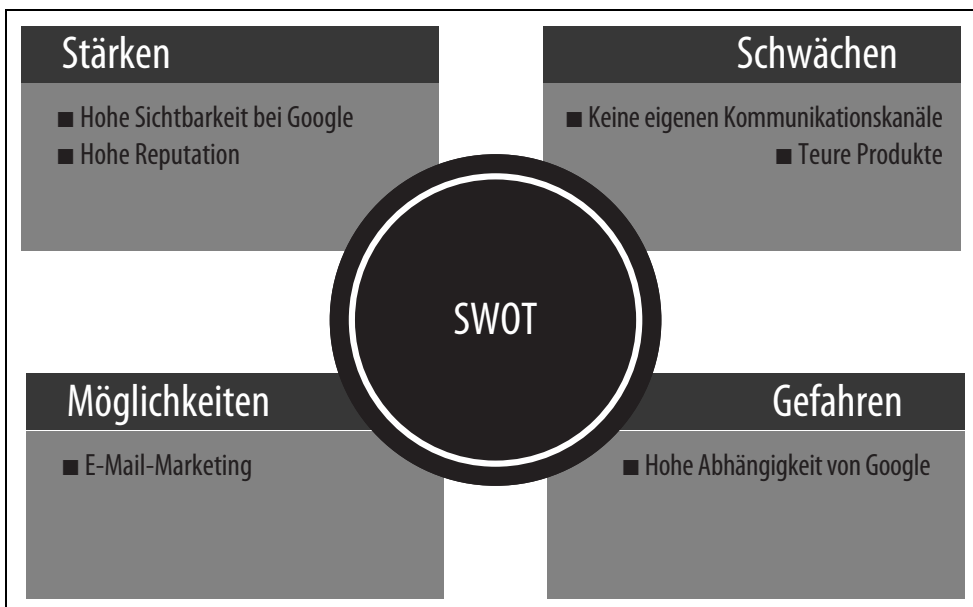 Stärken
■ Hohe Sichtbarkeit bei Google
■ Hohe Reputation
Schwächen
■ Keine eigenen Kommunikationskanäle
■ Teure Produkte
SWOT
Möglichkeiten
■ E-Mail-Marketing
Gefahren
■ Hohe Abhängigkeit von Google